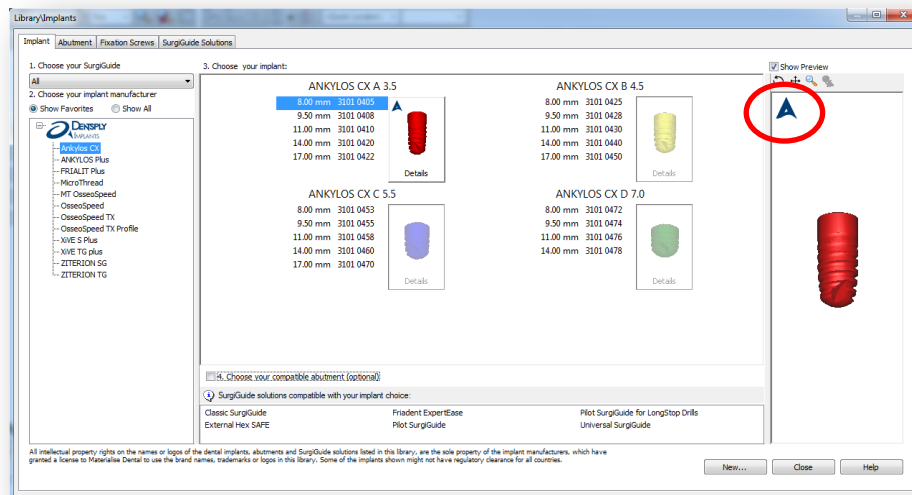 Library\Implants
Implant Abutment Fixation Screws SurgiGuide Solutions
1. Choose your SurgiGuide
All
2. Choose your implant manufacturer
Show Favorites Show All
DENTSPLY
IMPLANTS
Ankylos CX
ANKYLOS Plus
FRIALIT Plus
MicroThread
MT OsseoSpeed
OsseoSpeed
OsseoSpeed TX
OsseoSpeed TX Profile
XiVE S Plus
XiVE TG plus
ZITERION SG
ZITERION TG
3. Choose your implant:
ANKYLOS CX A 3.5
8.00 mm 3101 0405
9.50 mm 3101 0408
11.00 mm 3101 0410
14.00 mm 3101 0420
17.00 mm 3101 0422
Details
ANKYLOS CX B 4.5
8.00 mm 3101 0425
9.50 mm 3101 0428
11.00 mm 3101 0430
14.00 mm 3101 0440
17.00 mm 3101 0450
Details
ANKYLOS CX C 5.5
8.00 mm 3101 0453
9.50 mm 3101 0455
11.00 mm 3101 0458
14.00 mm 3101 0460
17.00 mm 3101 0470
Details
ANKYLOS CX D 7.0
8.00 mm 3101 0472
9.50 mm 3101 0474
11.00 mm 3101 0476
14.00 mm 3101 0478
Details
4. Choose your compatible abutment (optional)
SurgiGuide solutions compatible with your implant choice:
Classic SurgiGuide Friadent ExpertEase Pilot SurgiGuide for LongStop Drills
External Hex SAFE Pilot SurgiGuide Universal SurgiGuide
Show Preview
All intellectual property rights on the names or logos of the dental implants, abutments and SurgiGuide solutions listed in this library, are the sole property of the implant manufacturers, which have
granted a license to Materialise Dental to use the brand names, trademarks or logos in this library. Some of the implants shown might not have regulatory clearance for all countries.
New... Close Help